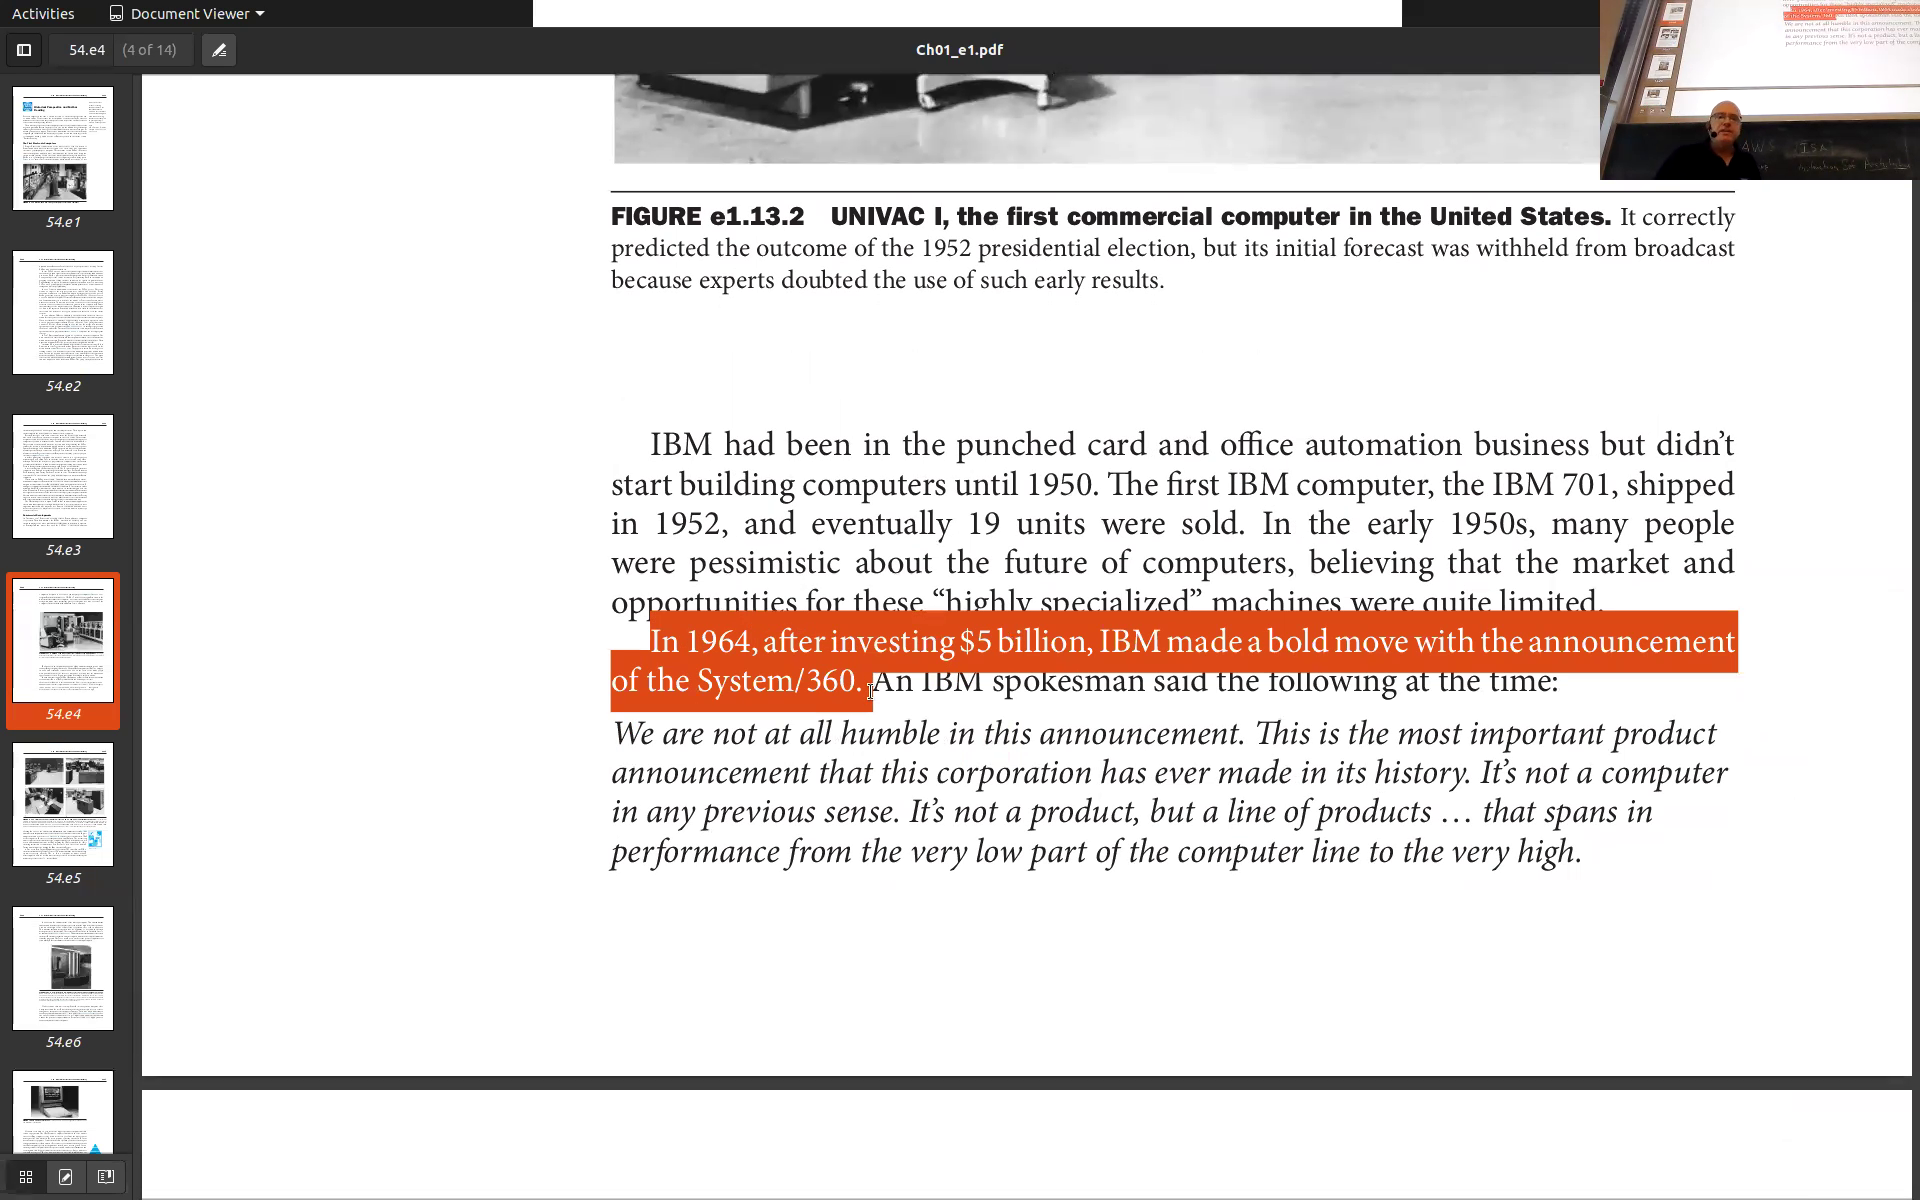 Activities
Document Viewer
54.e4
(4 of 14)
Ch01_e1.pdf
54.e1
54.e2
54.e3
54.e4
54.e5
54.e6
FIGURE e1.13.2 UNIVAC I, the first commercial computer in the United States. It correctly
predicted the outcome of the 1952 presidential election, but its initial forecast was withheld from broadcast
because experts doubted the use of such early results.
IBM had been in the punched card and office automation business but didn’t
start building computers until 1950. The first IBM computer, the IBM 701, shipped
in 1952, and eventually 19 units were sold. In the early 1950s, many people
were pessimistic about the future of computers, believing that the market and
opportunities for these “highly specialized” machines were quite limited.
In 1964, after investing $5 billion, IBM made a bold move with the announcement
of the System/360. An IBM spokesman said the following at the time:
We are not at all humble in this announcement. This is the most important product
announcement that this corporation has ever made in its history. It’s not a computer
in any previous sense. It’s not a product, but a line of products … that spans in
performance from the very low part of the computer line to the very high.
AWS
ISA